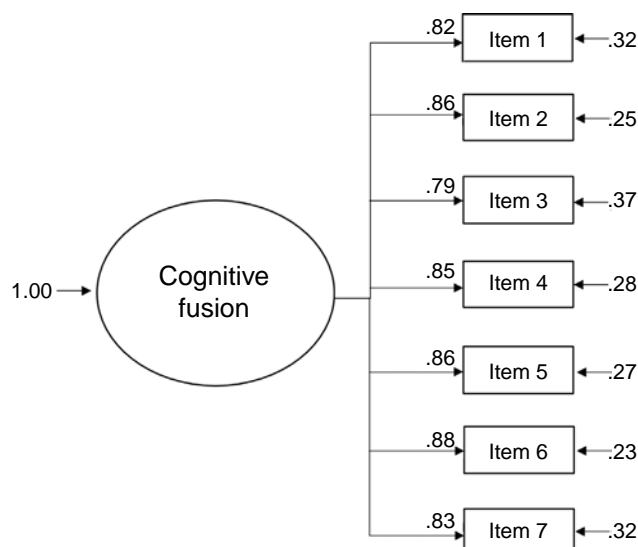 .82 Item 1 .32
.86 Item 2 .25
.79 Item 3 .37
1.00
Cognitive
fusion
.85 Item 4 .28
.86 Item 5 .27
.88 Item 6 .23
.83 Item 7 .32